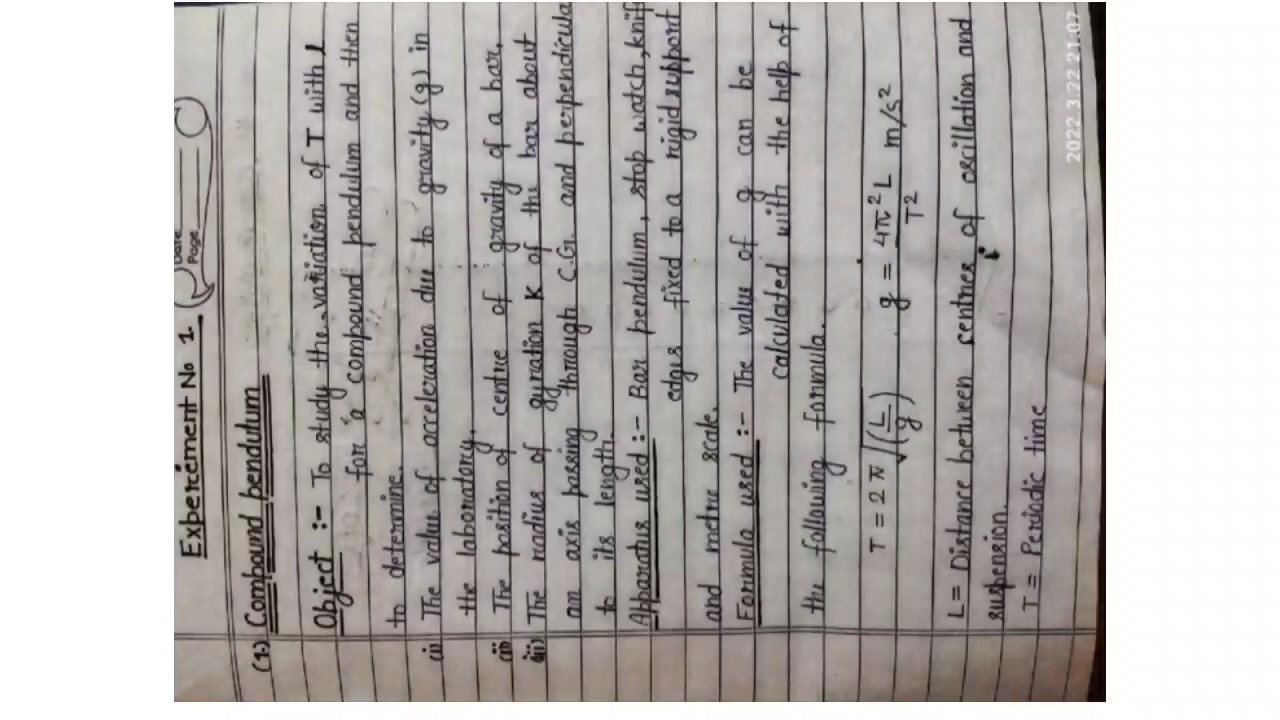 Date
Page
Experiment No 1.
(1) Compound pendulum
Object :- To study the variation of T with l
for a compound pendulum and then
to determine.
(i) The value of acceleration due to gravity (g) in
the laboratory.
(ii) The position of centre of gravity of a bar.
(iii) The radius of gyration K of the bar about
an axis passing through C.G. and perpendicula
to its length.
Apparatus used :- Bar pendulum, stop watch, knif
edges fixed to a rigid support
and metre scale.
Formula used :- The value of g can be
calculated with the help of
the following formula.
T = 2π√(L/g) g = 4π²L/T² m/s²
L = Distance between centres of oscillation and
suspension.
T = Periodic time
2022.3.22 21:07